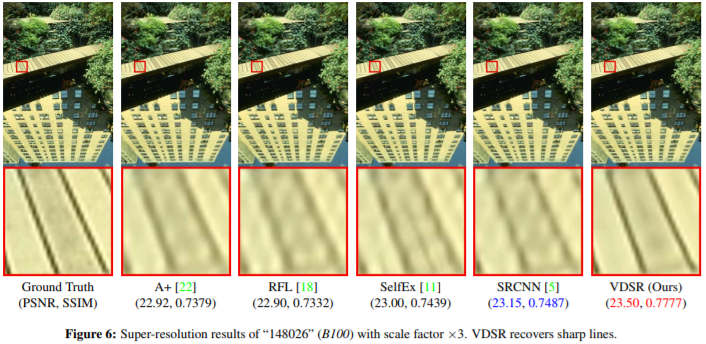 Ground Truth
(PSNR, SSIM)
A+ [22]
(22.92, 0.7379)
RFL [18]
(22.90, 0.7332)
SelfEx [11]
(23.00, 0.7439)
SRCNN [5]
(23.15, 0.7487)
VDSR (Ours)
(23.50, 0.7777)
Figure 6: Super-resolution results of “148026” (B100) with scale factor ×3. VDSR recovers sharp lines.